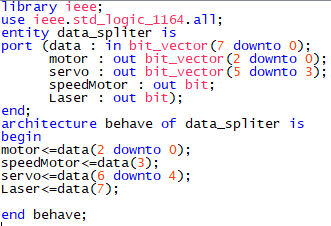 library ieee;
use ieee.std_logic_1164.all;
entity data_spliter is
port (data : in bit_vector(7 downto 0);
motor : out bit_vector(2 downto 0);
servo : out bit_vector(5 downto 3);
speedMotor : out bit;
Laser : out bit);
end;
architecture behave of data_spliter is
begin
motor<=data(2 downto 0);
speedMotor<=data(3);
servo<=data(6 downto 4);
Laser<=data(7);
end behave;